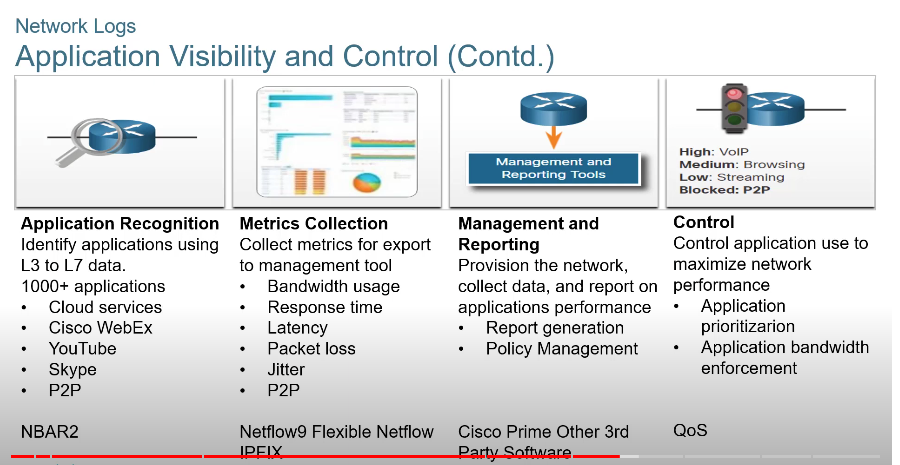 Network Logs
Application Visibility and Control (Contd.)
Management and
Reporting Tools
High: VoIP
Medium: Browsing
Low: Streaming
Blocked: P2P
Application Recognition
Identify applications using
L3 to L7 data.
1000+ applications
• Cloud services
• Cisco WebEx
• YouTube
• Skype
• P2P
NBAR2
Metrics Collection
Collect metrics for export
to management tool
• Bandwidth usage
• Response time
• Latency
• Packet loss
• Jitter
• P2P
Netflow9 Flexible Netflow
IPFIX
Management and
Reporting
Provision the network,
collect data, and report on
applications performance
• Report generation
• Policy Management
Cisco Prime Other 3rd
Party Software
Control
Control application use to
maximize network
performance
• Application
prioritizarion
• Application bandwidth
enforcement
QoS